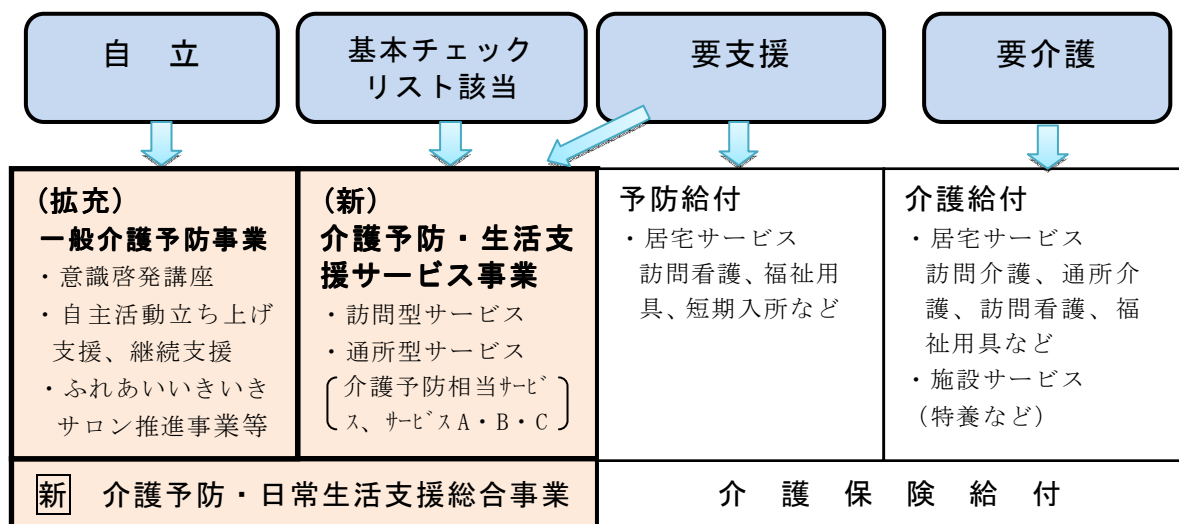 自 立
基本チェック
リスト該当
要支援
要介護
(拡充)
一般介護予防事業
・意識啓発講座
・自主活動立ち上げ
支援、継続支援
・ふれあいいきいき
サロン推進事業等
(新)
介護予防・生活支
援サービス事業
・訪問型サービス
・通所型サービス
介護予防相当ｻｰﾋﾞ
ｽ、ｻｰﾋﾞｽA・B・C
予防給付
・居宅サービス
訪問看護、福祉用
具、短期入所など
介護給付
・居宅サービス
訪問介護、通所介
護、訪問看護、福
祉用具など
・施設サービス
(特養など)
新 介護予防・日常生活支援総合事業
介 護 保 険 給 付